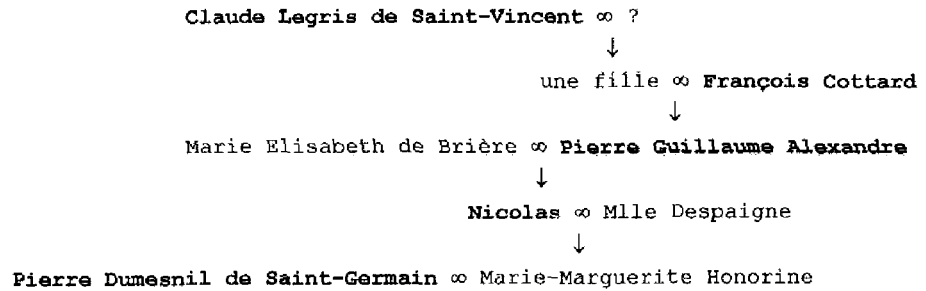 Claude Legris de Saint-Vincent ∞ ?
↓
une fille ∞ François Cottard
↓
Marie Elisabeth de Brière ∞ Pierre Guillaume Alexandre
↓
Nicolas ∞ Mlle Despaigne
↓
Pierre Dumesnil de Saint-Germain ∞ Marie-Marguerite Honorine